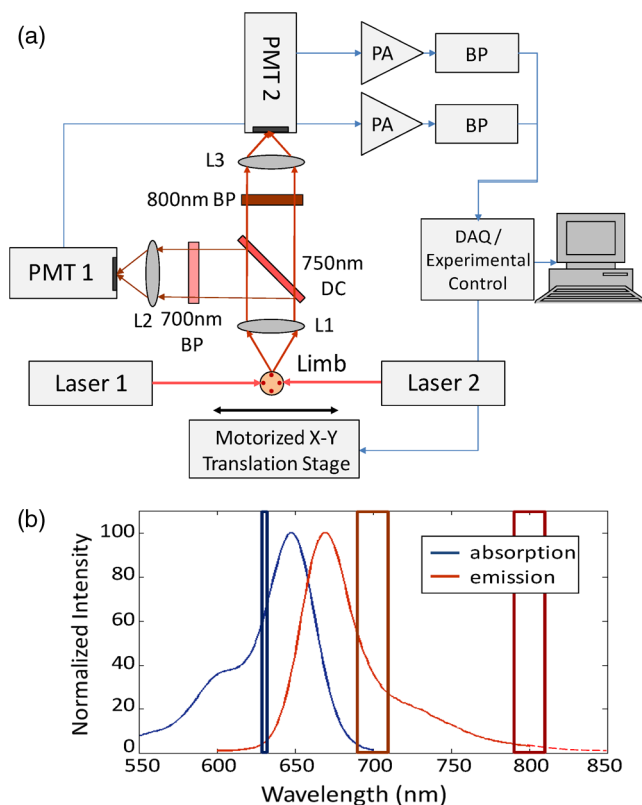 (a)
PMT 2
PA
BP
PA
BP
L3
800nm BP
PMT 1
750nm
DC
DAQ /
Experimental
Control
L2
700nm
BP
L1
Limb
Laser 1
Laser 2
Motorized X-Y
Translation Stage
(b)
100
80
60
40
20
0
Normalized Intensity
absorption
emission
550 600 650 700 750 800 850
Wavelength (nm)